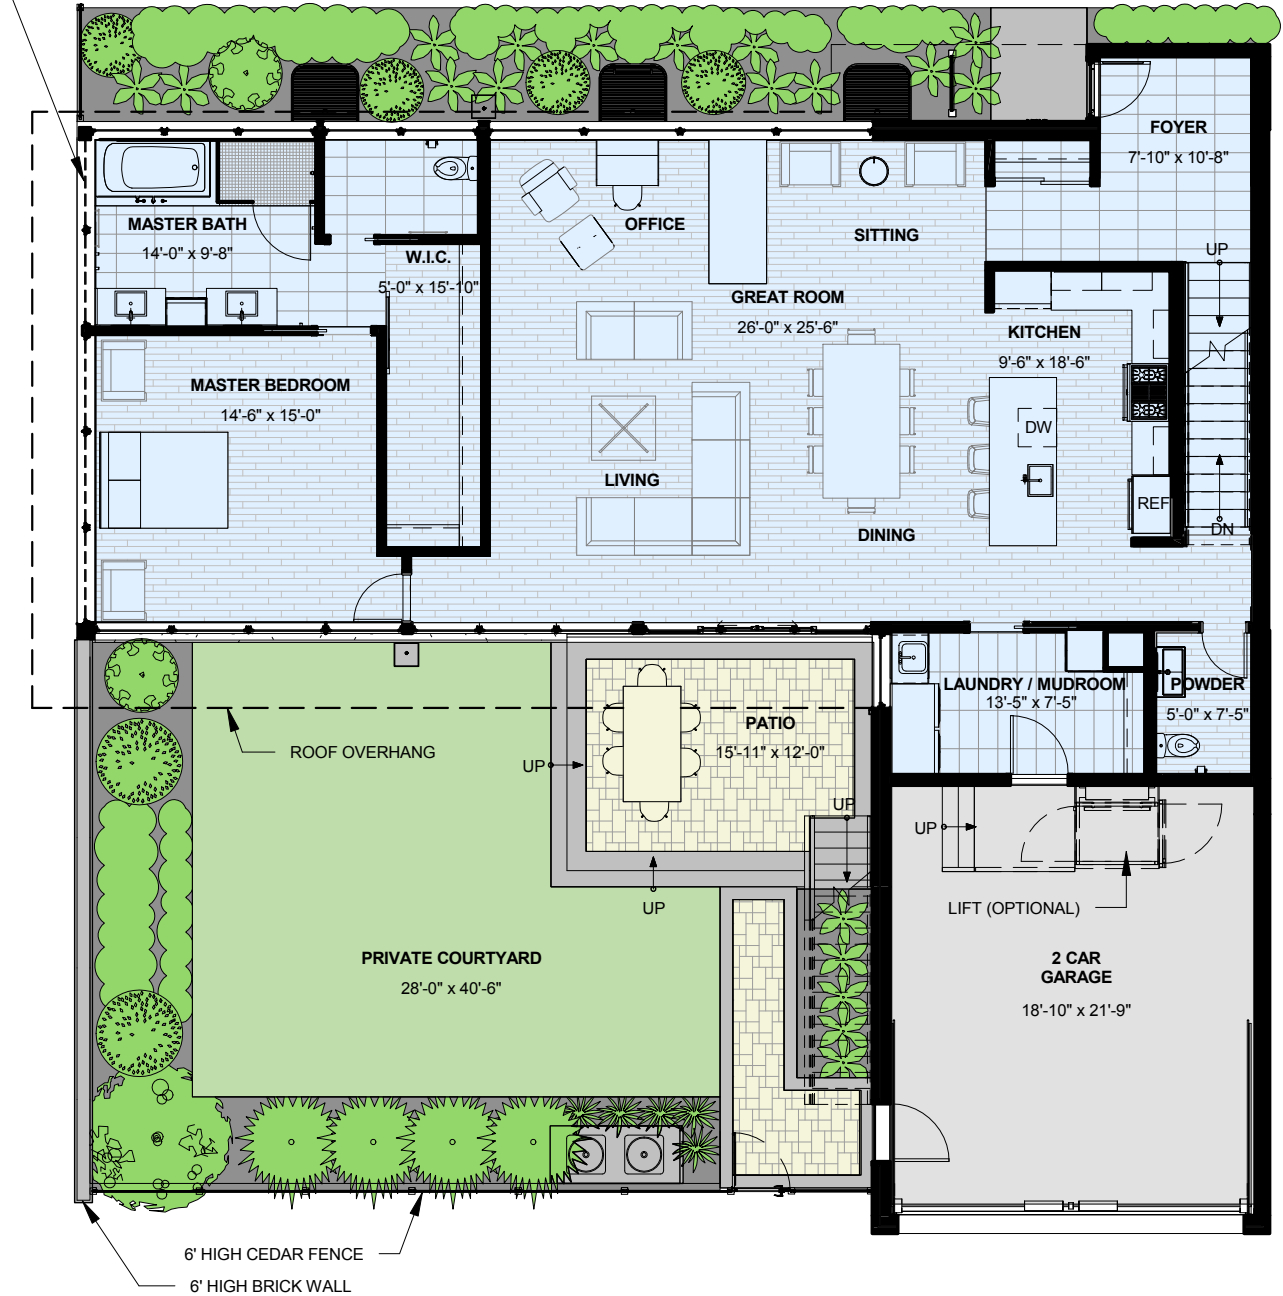 FOYER
7'-10" x 10'-8"
MASTER BATH
14'-0" x 9'-8"
OFFICE
SITTING
W.I.C.
5'-0" x 15'-10"
UP
GREAT ROOM
26'-0" x 25'-6"
KITCHEN
9'-6" x 18'-6"
MASTER BEDROOM
14'-6" x 15'-0"
DW
LIVING
REF
DINING
DN
LAUNDRY / MUDROOM
13'-5" x 7'-5"
POWDER
5'-0" x 7'-5"
PATIO
15'-11" x 12'-0"
ROOF OVERHANG
UP
UP
UP
UP
LIFT (OPTIONAL)
PRIVATE COURTYARD
28'-0" x 40'-6"
2 CAR
GARAGE
18'-10" x 21'-9"
6' HIGH CEDAR FENCE
6' HIGH BRICK WALL